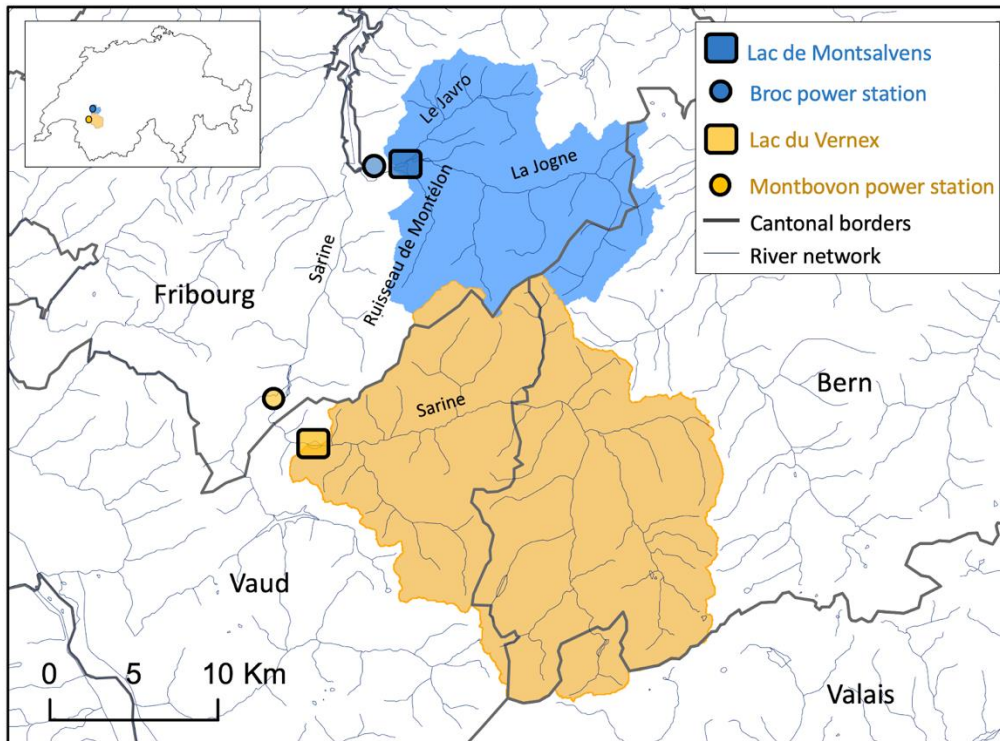 Lac de Montsalvens
Broc power station
Lac du Vernex
Montbovon power station
Cantonal borders
River network
Le Javro
La Jogne
Ruisseau de Montélon
Sarine
Fribourg
Sarine
Bern
Vaud
Valais
0 5 10 Km